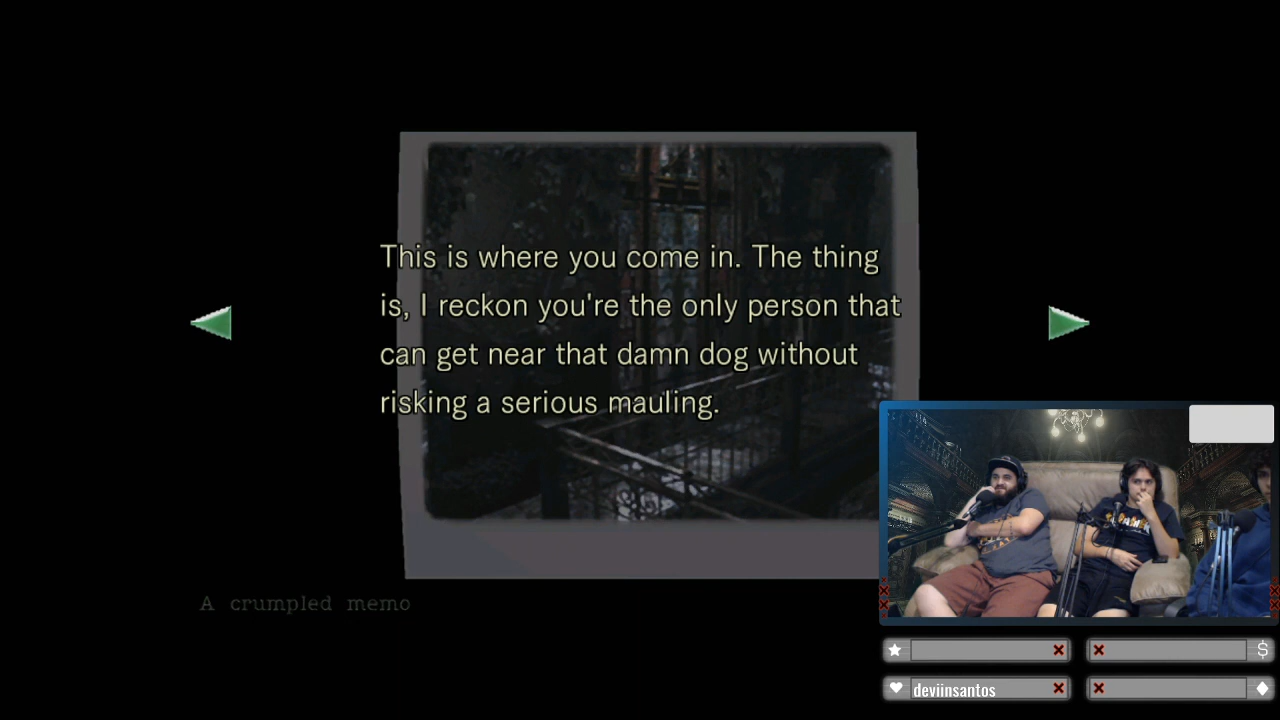 This is where you come in. The thing
is, I reckon you're the only person that
can get near that damn dog without
risking a serious mauling.
A crumpled memo
$
deviinsantos